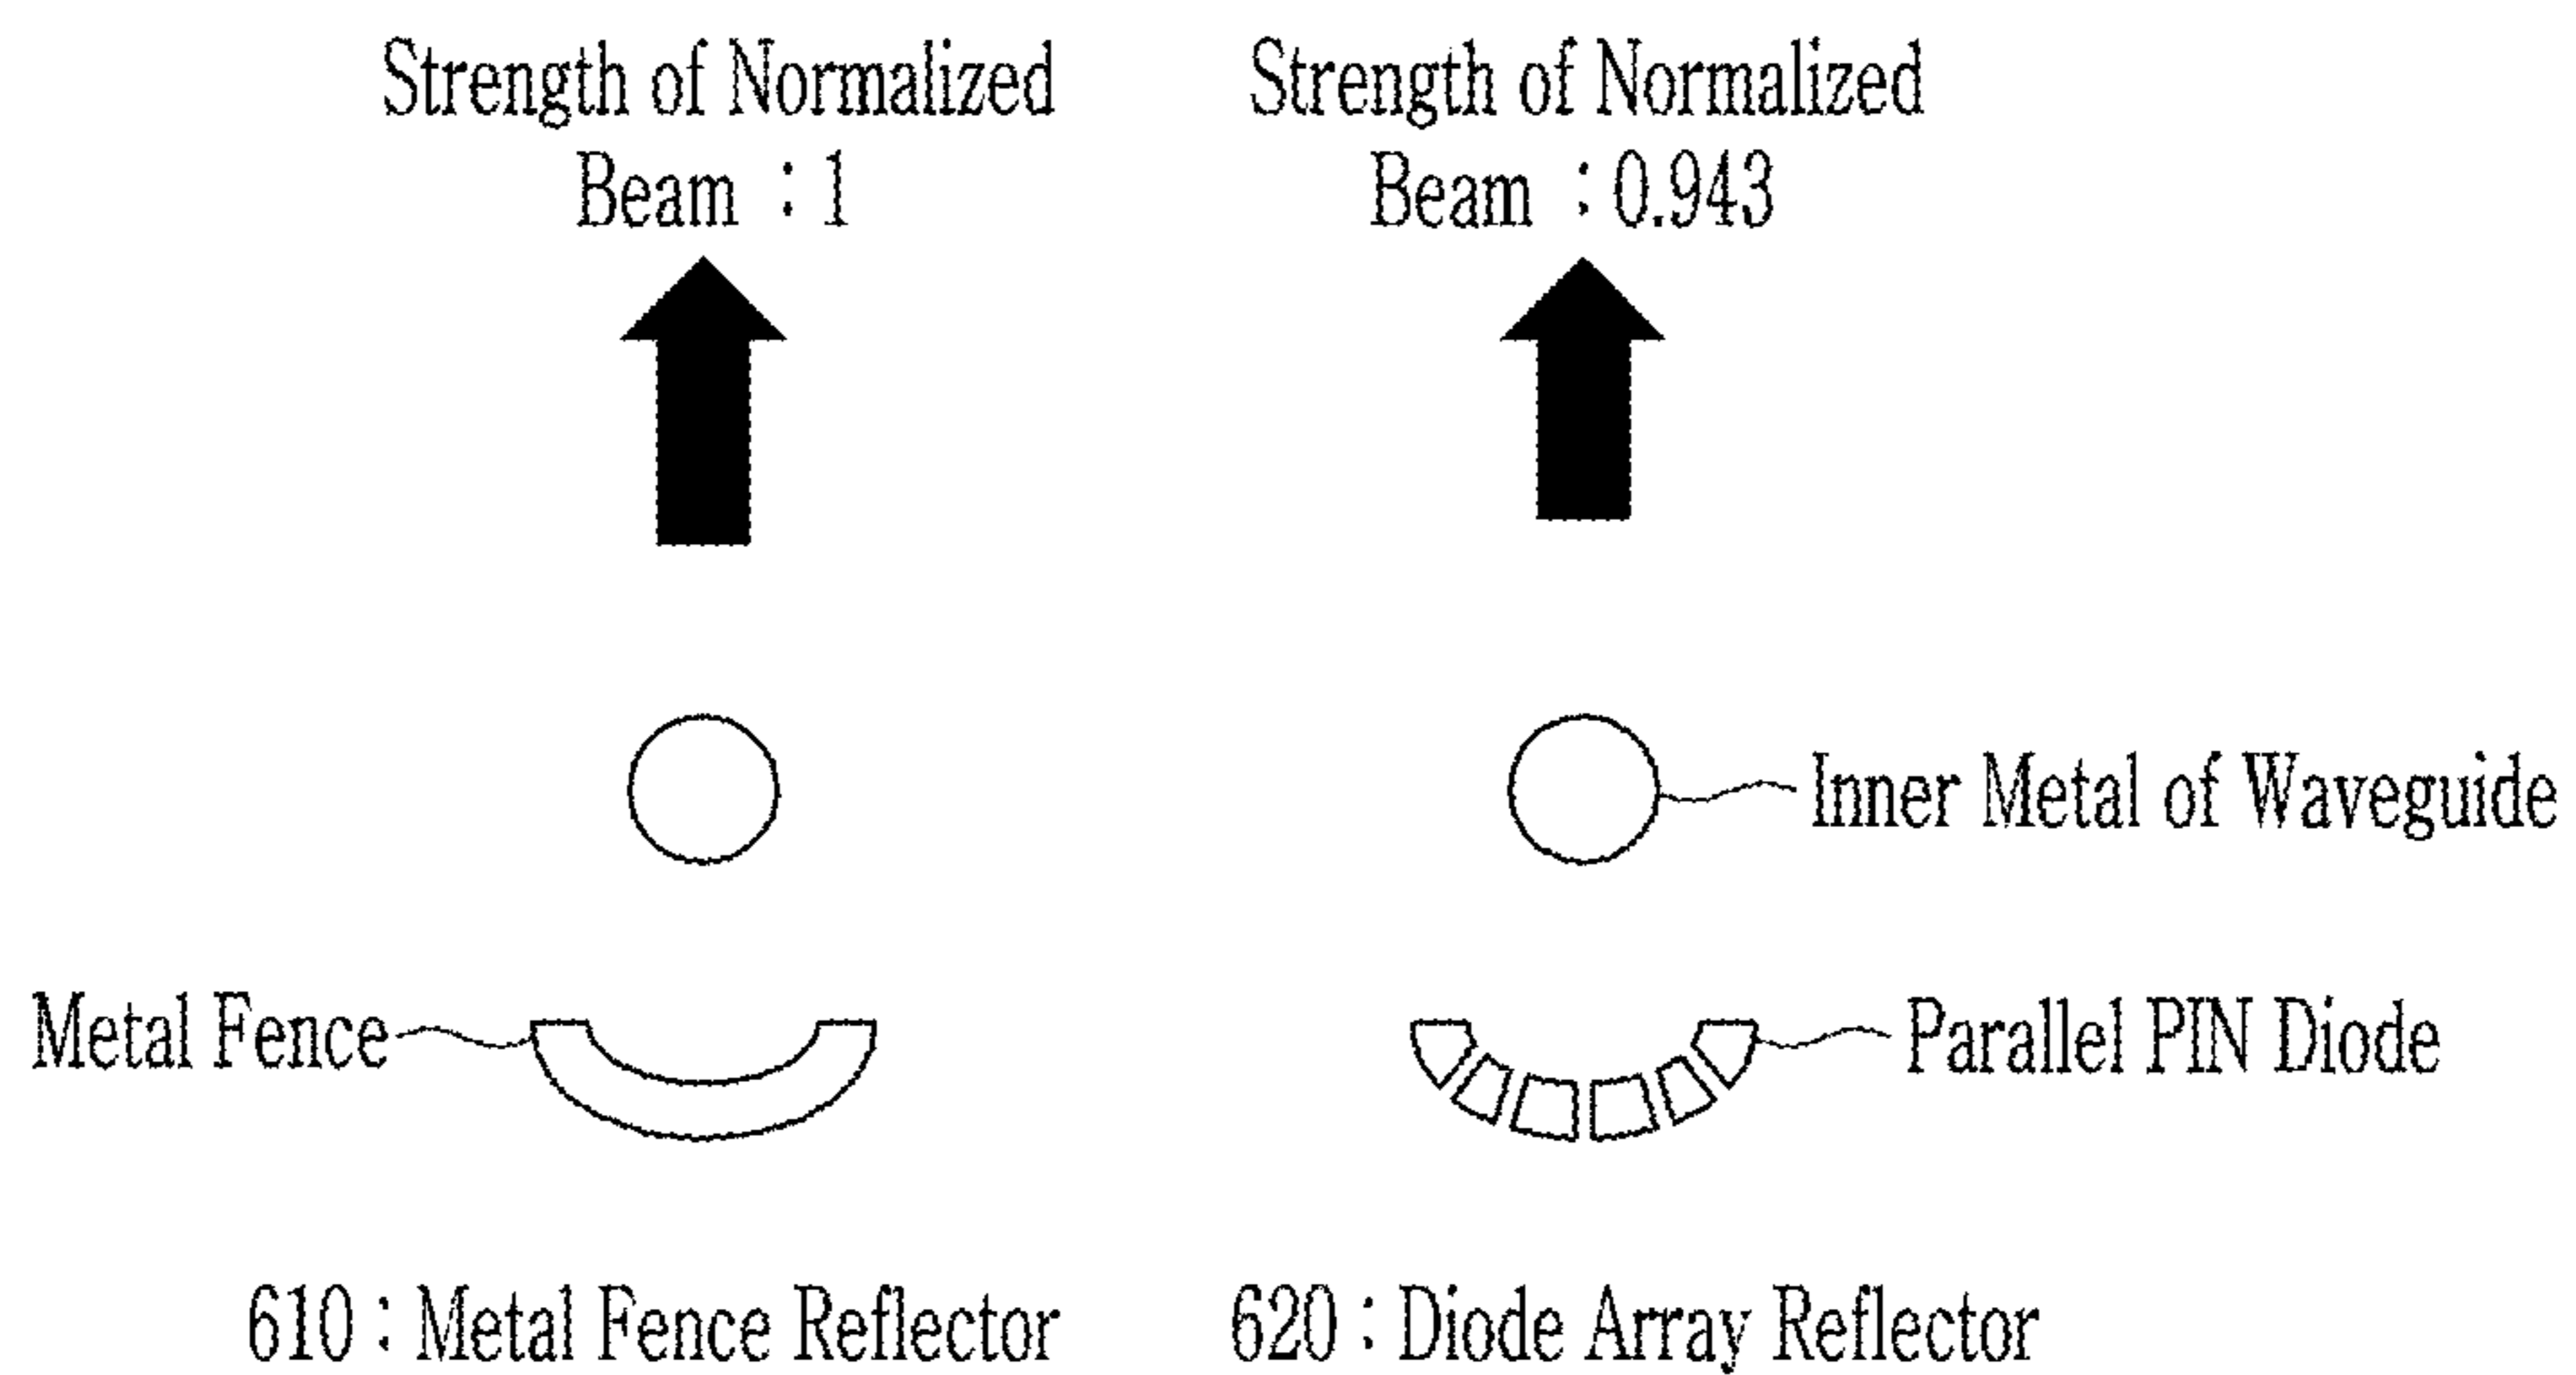 Strength of Normalized
Beam : 1
Strength of Normalized
Beam : 0.943
Inner Metal of Waveguide
Metal Fence
Parallel PIN Diode
610 : Metal Fence Reflector
620 : Diode Array Reflector